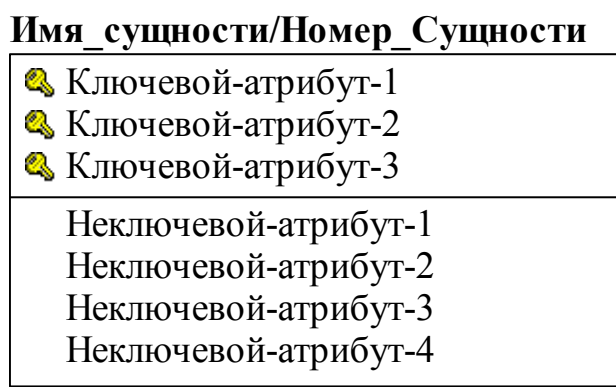 Имя_сущности/Номер_Сущности
Ключевой-атрибут-1
Ключевой-атрибут-2
Ключевой-атрибут-3
Неключевой-атрибут-1
Неключевой-атрибут-2
Неключевой-атрибут-3
Неключевой-атрибут-4